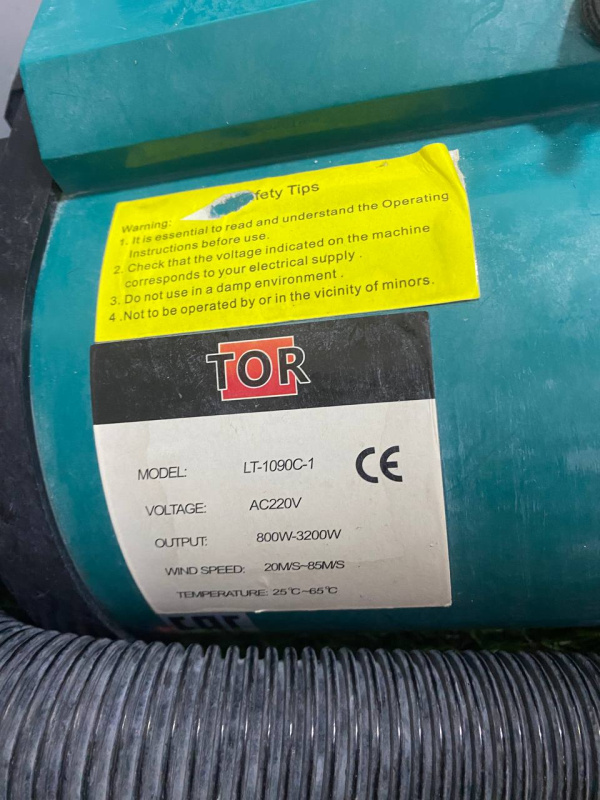 fety Tips
Warning:
1. It is essential to read and understand the Operating
Instructions before use.
2. Check that the voltage indicated on the machine
corresponds to your electrical supply .
3. Do not use in a damp environment .
4 .Not to be operated by or in the vicinity of minors.
TOR
MODEL: LT-1090C-1
CE
VOLTAGE: AC220V
OUTPUT: 800W-3200W
WIND SPEED: 20M/S~85M/S
TEMPERATURE: 25℃~65℃